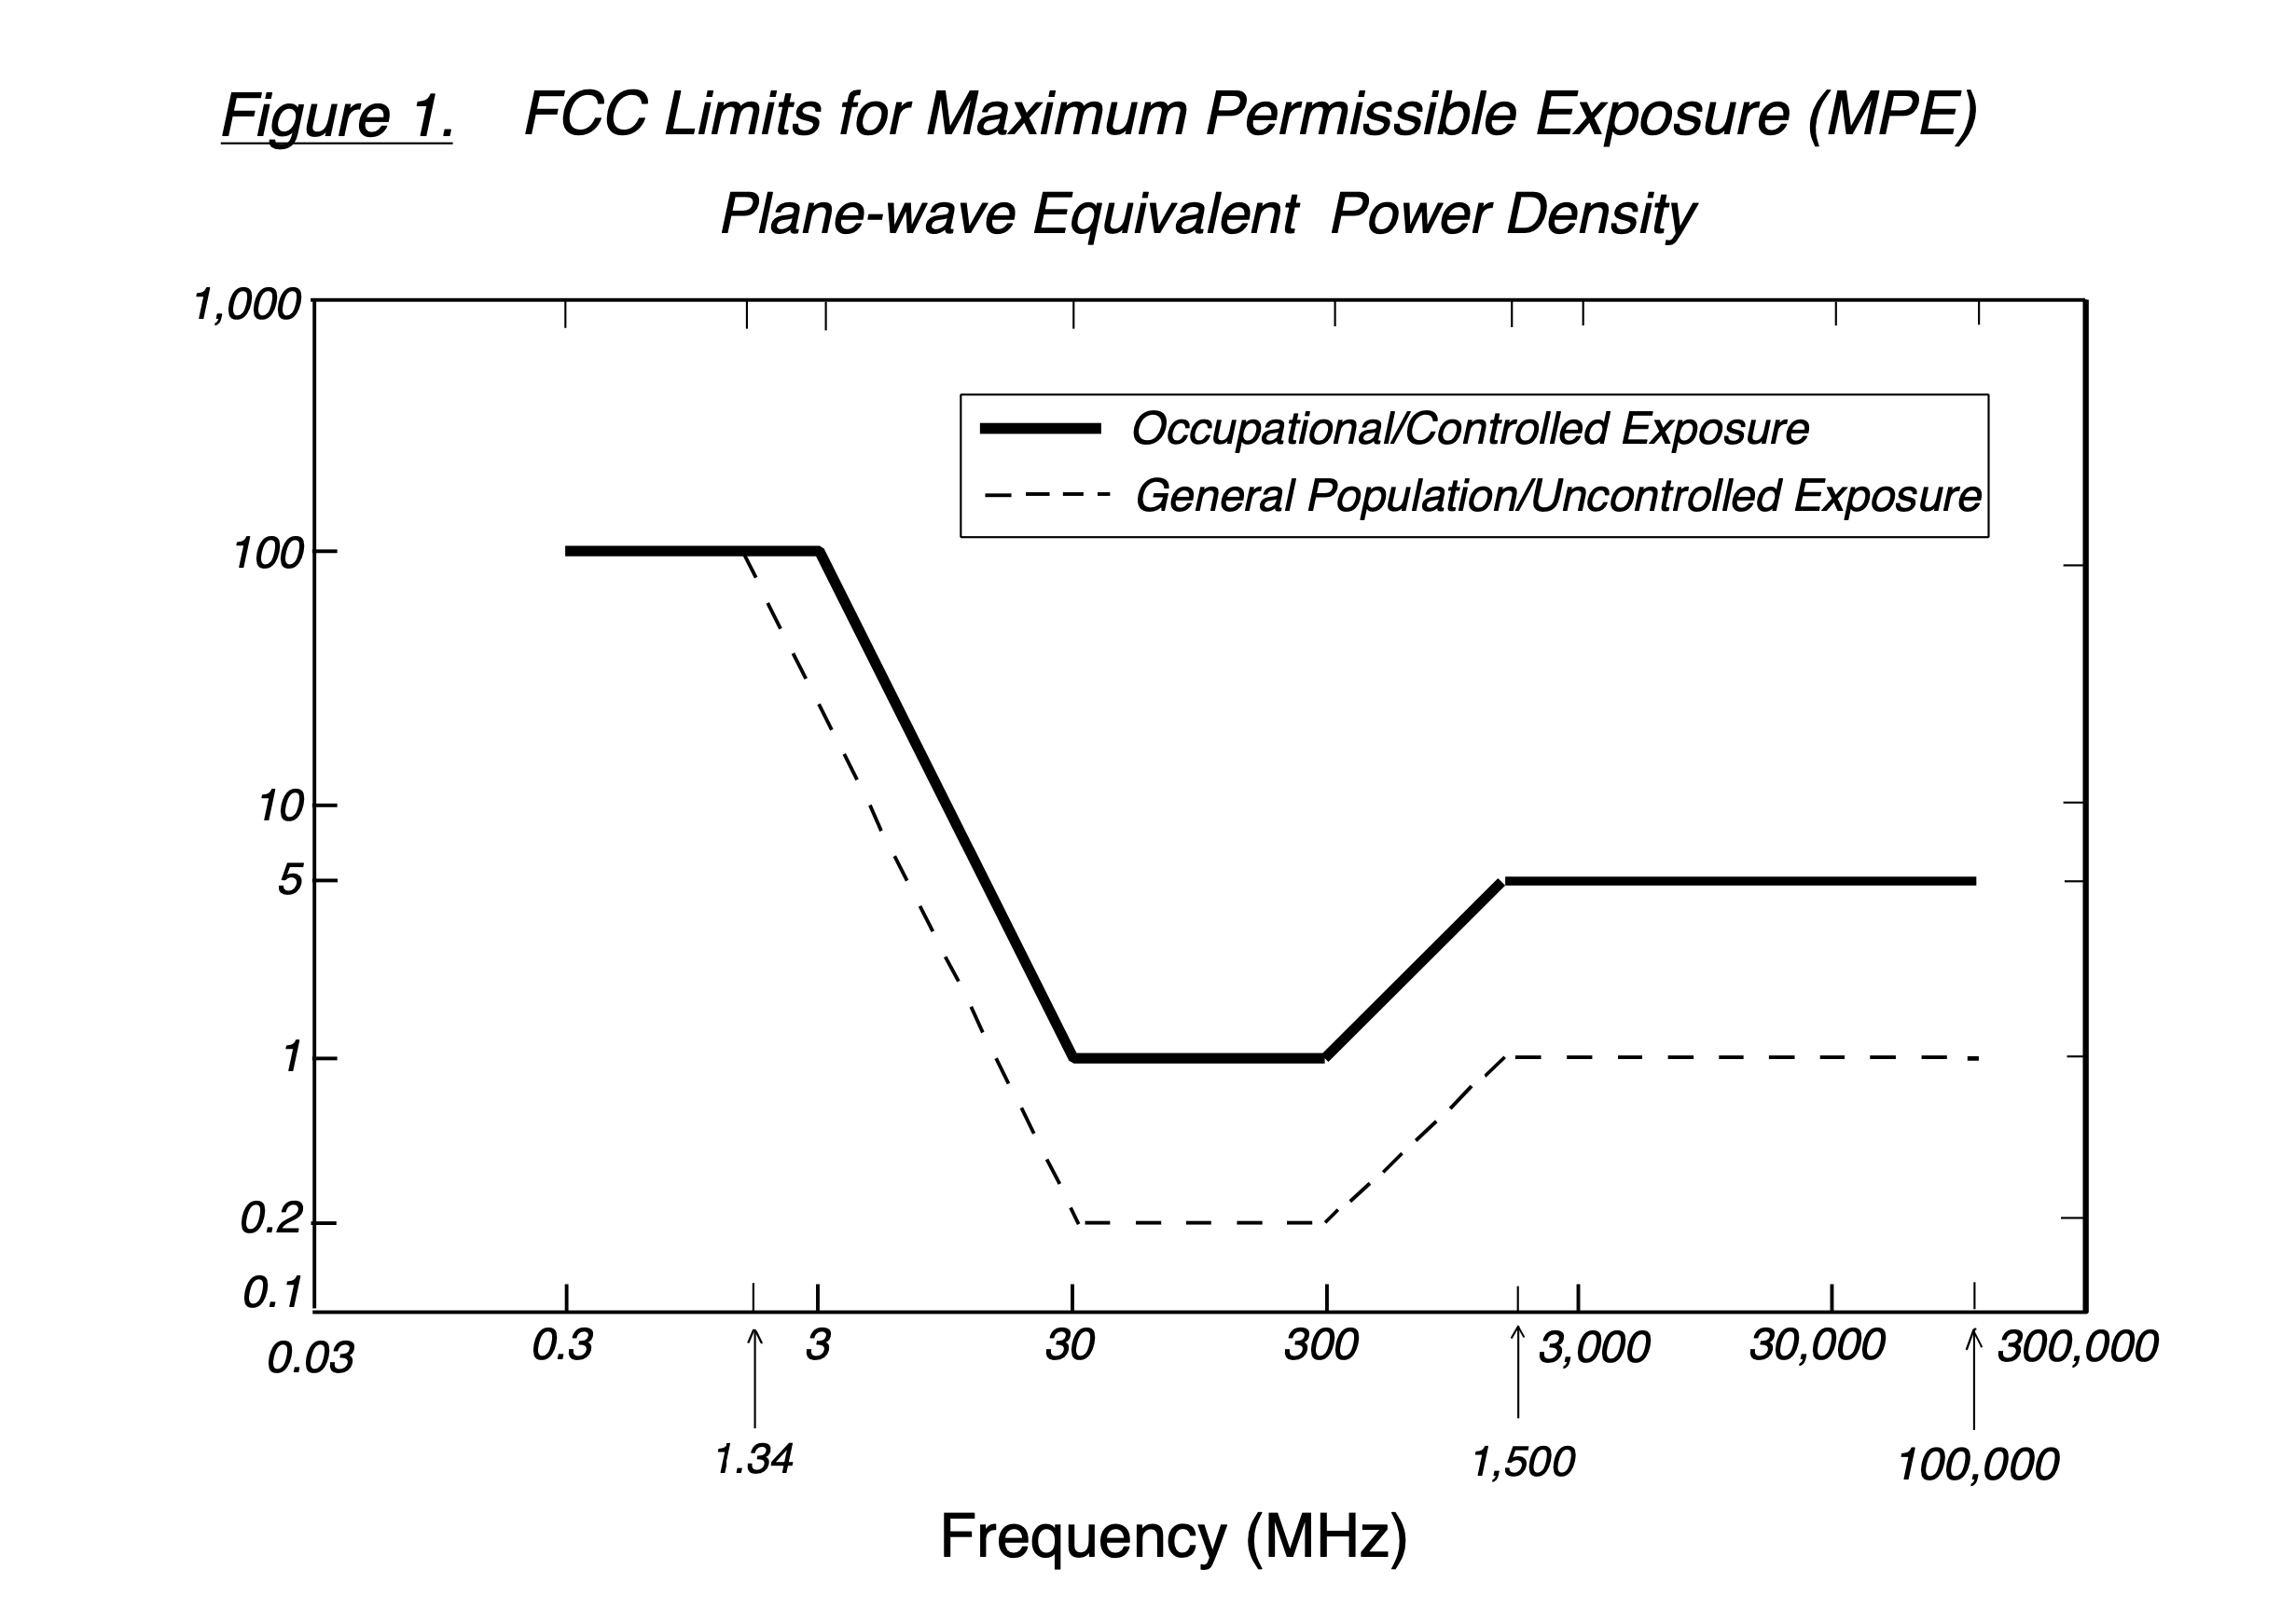 Figure 1. FCC Limits for Maximum Permissible Exposure (MPE)
Plane-wave Equivalent Power Density
1,000
Occupational/Controlled Exposure
General Population/Uncontrolled Exposure
100
10
5
1
0.2
0.1
0.03 0.3 3 30 300 3,000 30,000 300,000
1.34 1,500 100,000
Frequency (MHz)